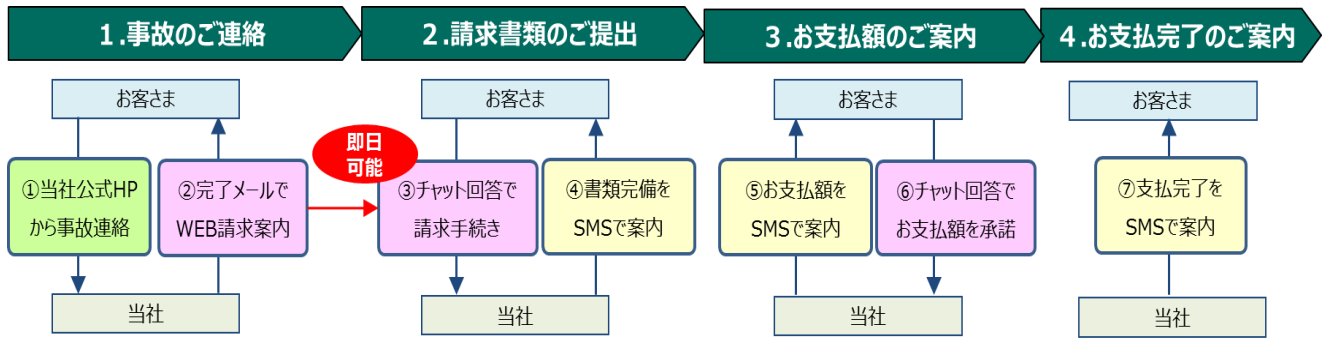 1.事故のご連絡
2.請求書類のご提出
3.お支払額のご案内
4.お支払完了のご案内
お客さま
お客さま
お客さま
お客さま
即日
可能
①当社公式HP
から事故連絡
②完了メールで
WEB請求案内
③チャット回答で
請求手続き
④書類完備を
SMSで案内
⑤お支払額を
SMSで案内
⑥チャット回答で
お支払額を承諾
⑦支払完了を
SMSで案内
当社
当社
当社
当社